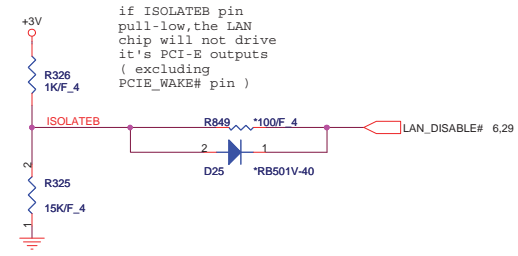 if ISOLATEB pin
pull-low,the LAN
chip will not drive
it's PCI-E outputs
( excluding
PCIE_WAKE# pin )
+3V
R326
1K/F_4
ISOLATEB
R849 *100/F_4
LAN_DISABLE# 6,29
2 1
D25 *RB501V-40
2
R325
15K/F_4
1